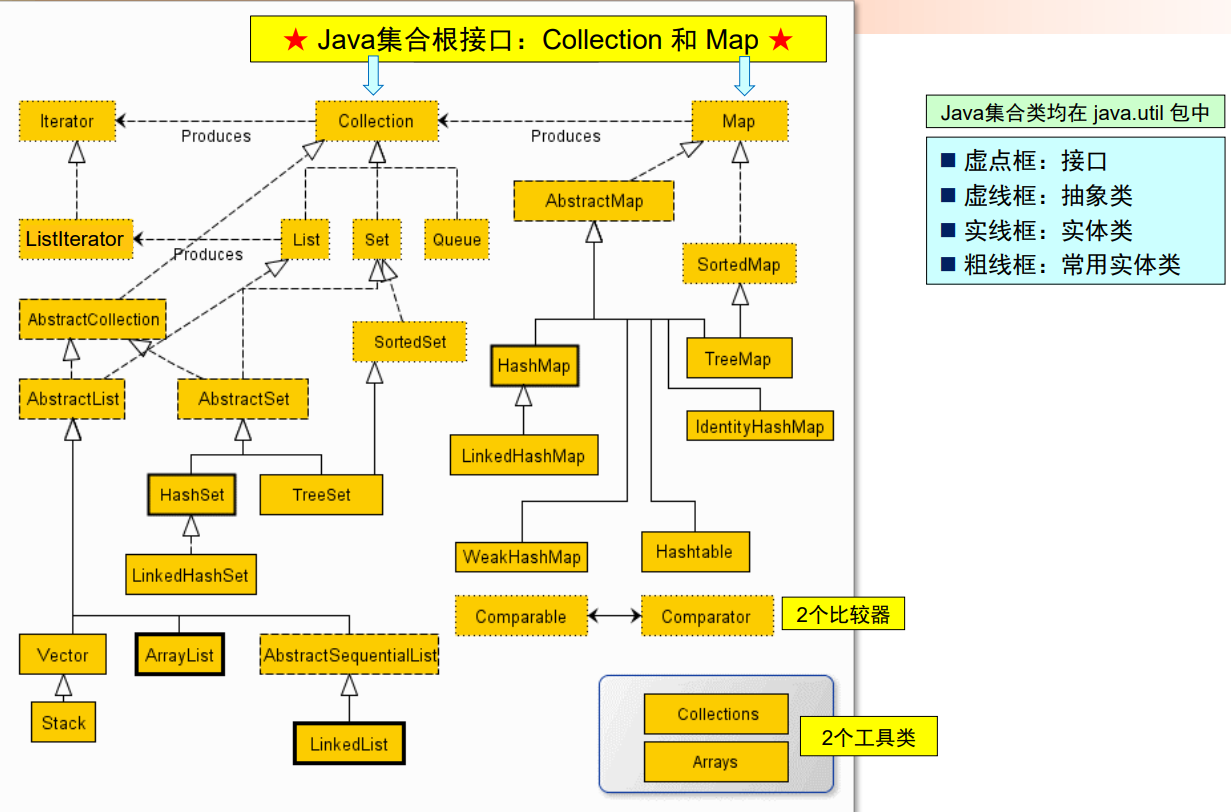 ★ Java集合根接口：Collection 和 Map ★
Iterator
Produces
Collection
Produces
Map
Java集合类均在 java.util 包中
■ 虚点框：接口
■ 虚线框：抽象类
■ 实线框：实体类
■ 粗线框：常用实体类
AbstractMap
ListIterator
Produces
List
Set
Queue
SortedMap
AbstractCollection
SortedSet
HashMap
TreeMap
AbstractList
AbstractSet
IdentityHashMap
LinkedHashMap
HashSet
TreeSet
WeakHashMap
Hashtable
LinkedHashSet
Comparable
Comparator
2个比较器
Vector
ArrayList
AbstractSequentialList
Stack
LinkedList
Collections
Arrays
2个工具类